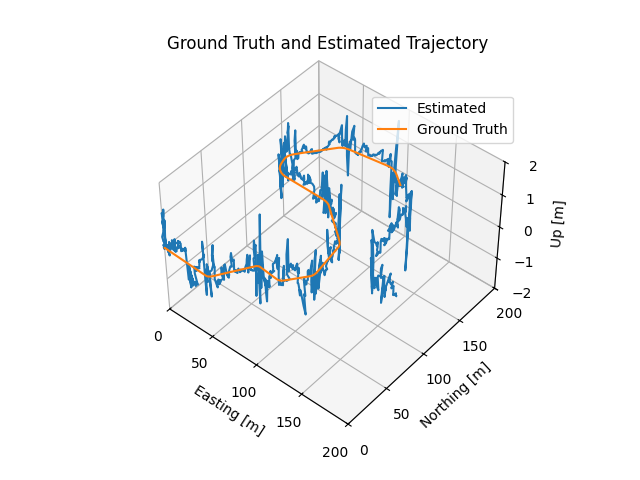 Ground Truth and Estimated Trajectory
Estimated
Ground Truth
2
1
0
−1
−2
Up [m]
0
50
100
150
200
Easting [m]
0
50
100
150
200
Northing [m]